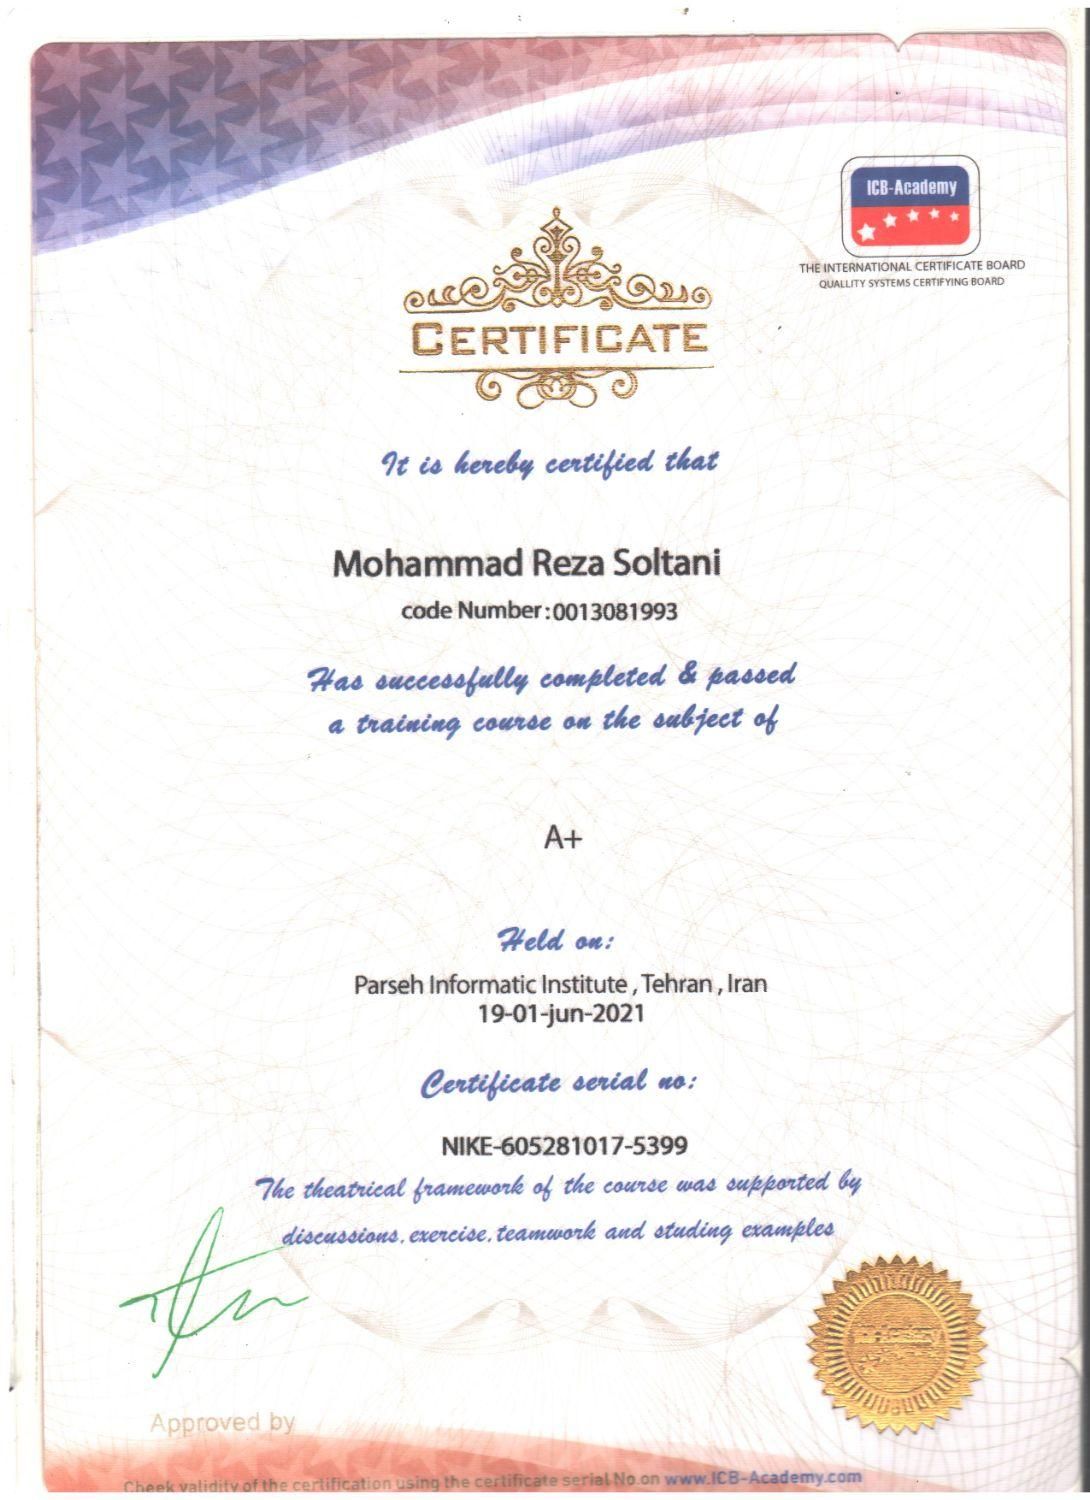 ICB-Academy
THE INTERNATIONAL CERTIFICATE BOARD
QUALLITY SYSTEMS CERTIFYING BOARD
CERTIFICATE
It is hereby certified that
Mohammad Reza Soltani
code Number:0013081993
Has successfully completed & passed
a training course on the subject of
A+
Held on:
Parseh Informatic Institute , Tehran , Iran
19-01-jun-2021
Certificate serial no:
NIKE-605281017-5399
The theatrical framework of the course was supported by
discussions, exercise, teamwork and studing examples
Approved by
Cheek validity of the certification using the certificate serial No.on www.ICB-Academy.com